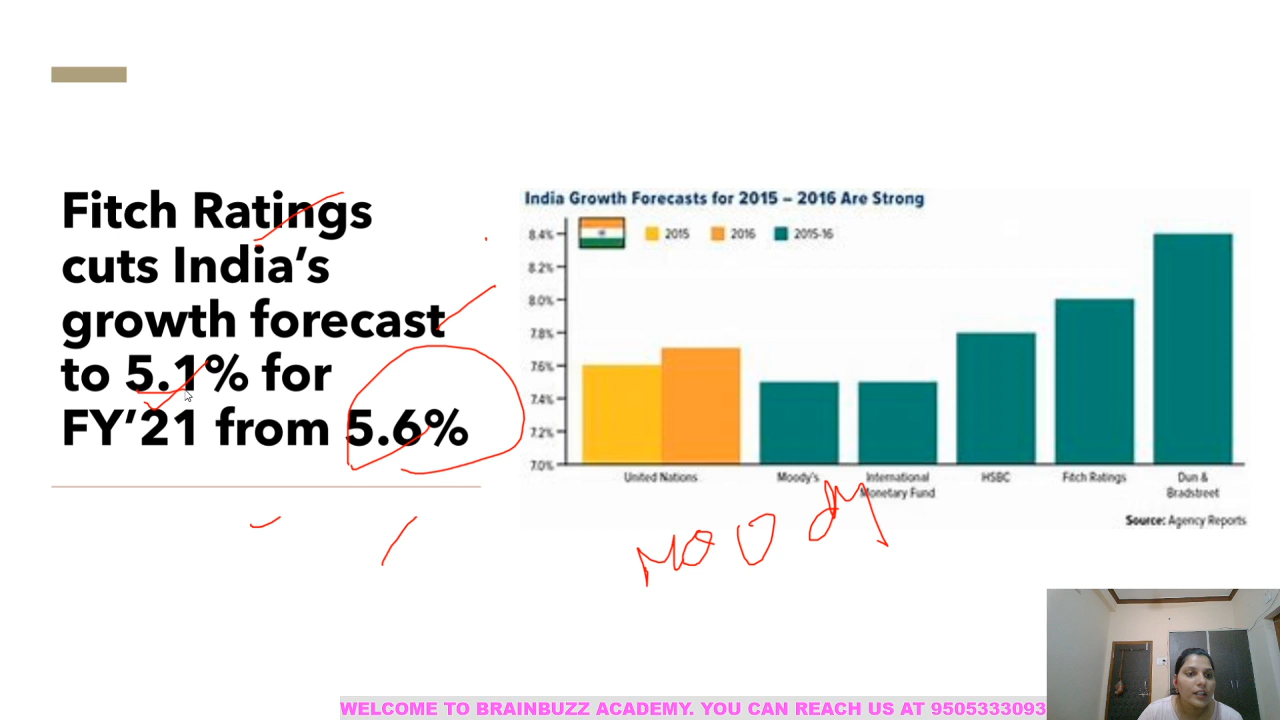 Fitch Ratings
cuts India's
growth forecast
to 5.1% for
FY'21 from 5.6%
India Growth Forecasts for 2015 – 2016 Are Strong
2015 2016 2015-16
8.4%
8.2%
8.0%
7.8%
7.6%
7.4%
7.2%
7.0%
United Nations
Moody's
International
Monetary Fund
HSBC
Fitch Ratings
Dun &
Bradstreet
Source: Agency Reports
Moody
WELCOME TO BRAINBUZZ ACADEMY. YOU CAN REACH US AT 9505333093